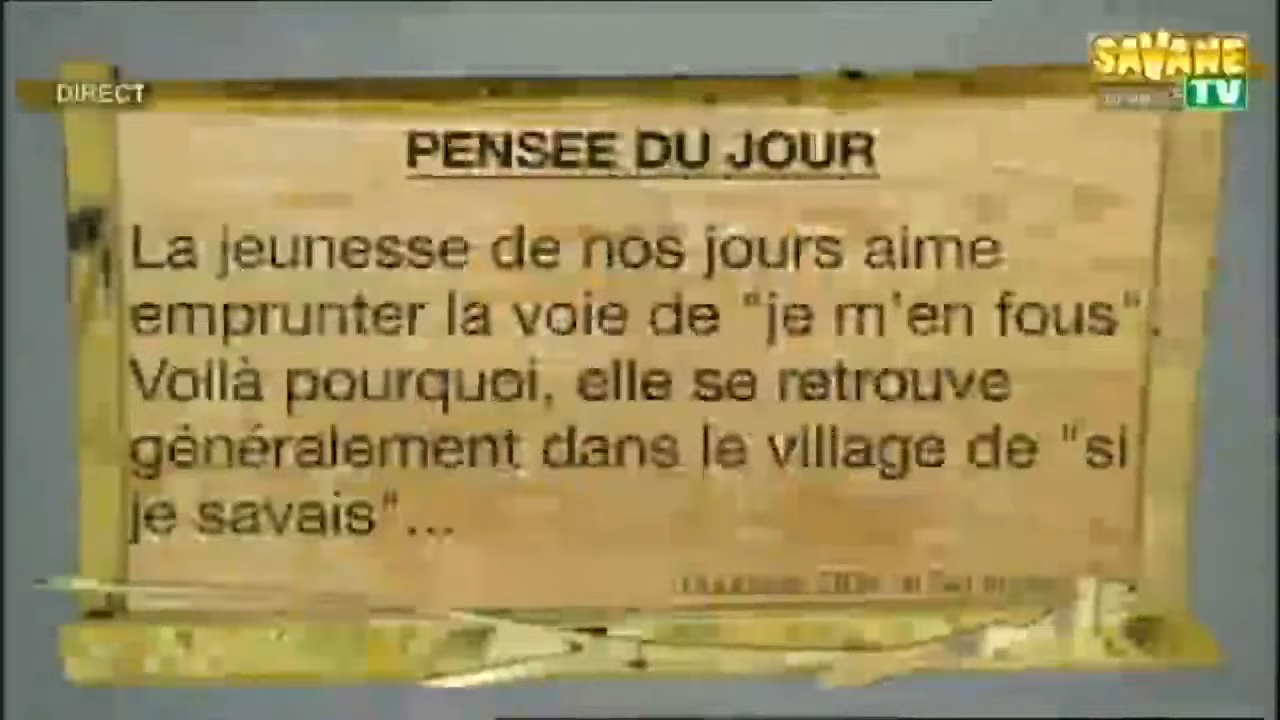 SAVANE
TV
DIRECT
PENSEE DU JOUR
La jeunesse de nos jours aime
emprunter la voie de "je m'en fous".
Voilà pourquoi, elle se retrouve
généralement dans le village de "si
je savais"...